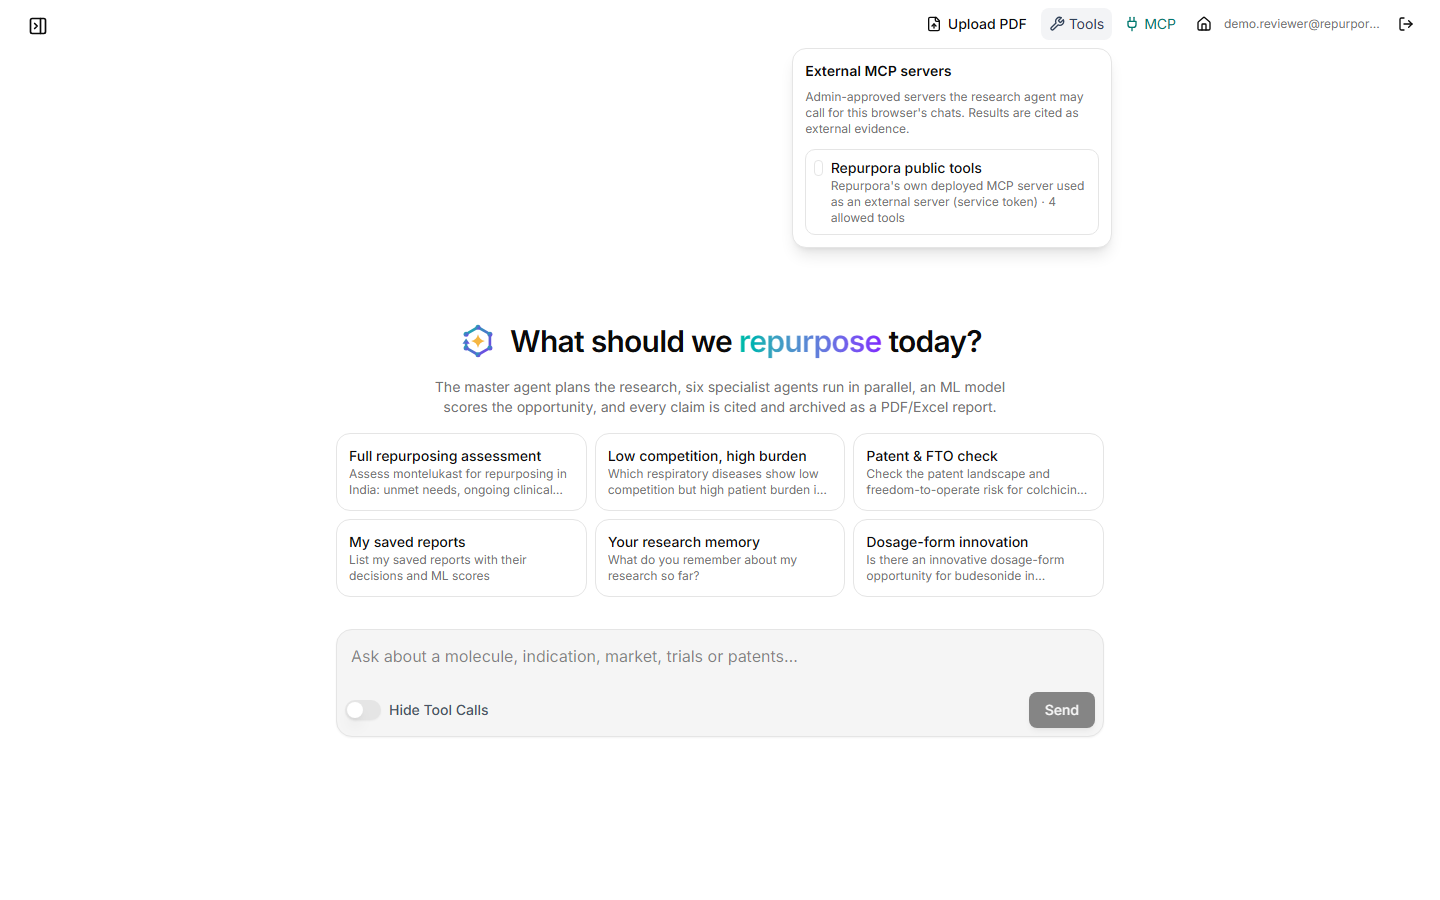 Upload PDF
Tools
MCP
demo.reviewer@repurpor...
External MCP servers
Admin-approved servers the research agent may
call for this browser's chats. Results are cited as
external evidence.
Repurpora public tools
Repurpora's own deployed MCP server used
as an external server (service token) · 4
allowed tools
What should we repurpose today?
The master agent plans the research, six specialist agents run in parallel, an ML model
scores the opportunity, and every claim is cited and archived as a PDF/Excel report.
Full repurposing assessment
Assess montelukast for repurposing in
India: unmet needs, ongoing clinical...
Low competition, high burden
Which respiratory diseases show low
competition but high patient burden i...
Patent & FTO check
Check the patent landscape and
freedom-to-operate risk for colchicin...
My saved reports
List my saved reports with their
decisions and ML scores
Your research memory
What do you remember about my
research so far?
Dosage-form innovation
Is there an innovative dosage-form
opportunity for budesonide in...
Ask about a molecule, indication, market, trials or patents...
Hide Tool Calls
Send